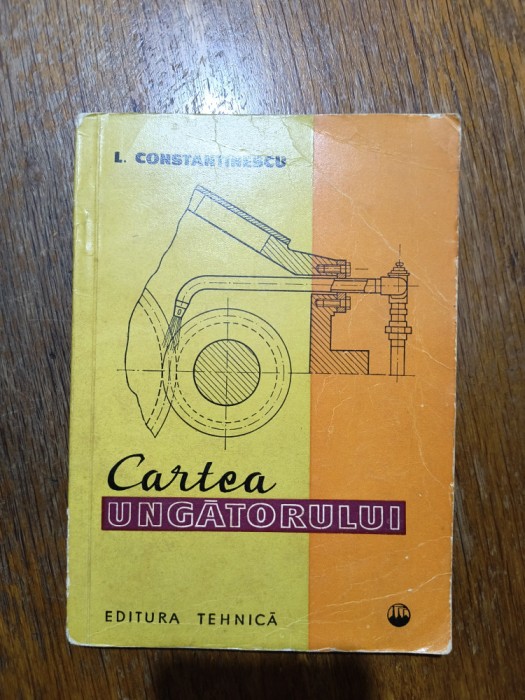 L. CONSTANTINESCU
Cartea
UNGĂTORULUI
EDITURA TEHNICĂ